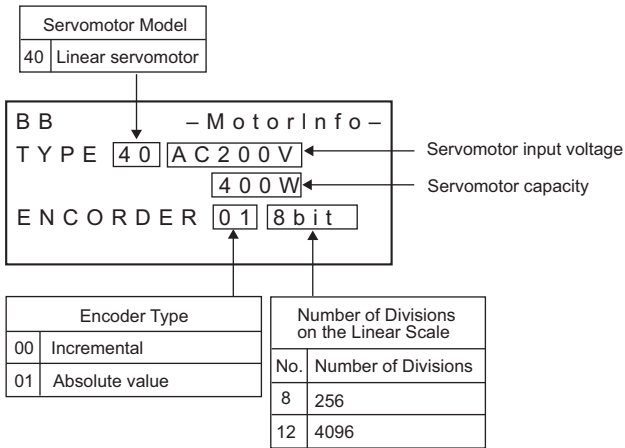 Servomotor Model
40 Linear servomotor
BB –MotorInfo–
TYPE 40 AC200V
Servomotor input voltage
400W
Servomotor capacity
ENCORDER 01 8bit
Encoder Type
00 Incremental
01 Absolute value
Number of Divisions
on the Linear Scale
No. Number of Divisions
8 256
12 4096